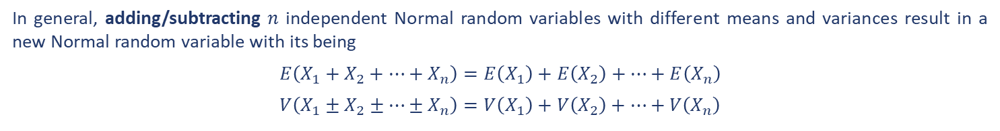 In general, adding/subtracting n independent Normal random variables with different means and variances result in a
new Normal random variable with its being
E(X₁ + X₂ + ⋯ + Xₙ) = E(X₁) + E(X₂) + ⋯ + E(Xₙ)
V(X₁ ± X₂ ± ⋯ ± Xₙ) = V(X₁) + V(X₂) + ⋯ + V(Xₙ)